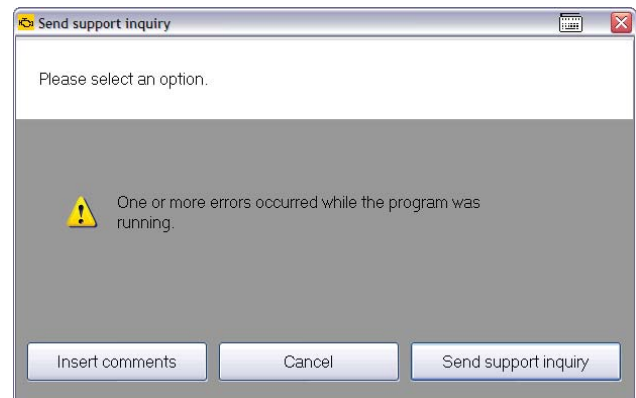 Send support inquiry
Please select an option.
One or more errors occurred while the program was
running.
Insert comments
Cancel
Send support inquiry